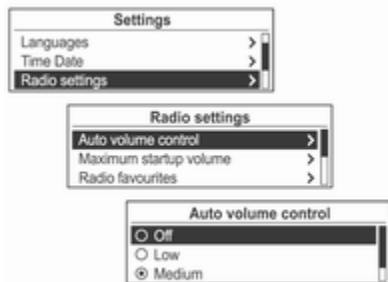 Settings
Languages
Time Date
Radio settings
Radio settings
Auto volume control
Maximum startup volume
Radio favourites
Auto volume control
Off
Low
Medium